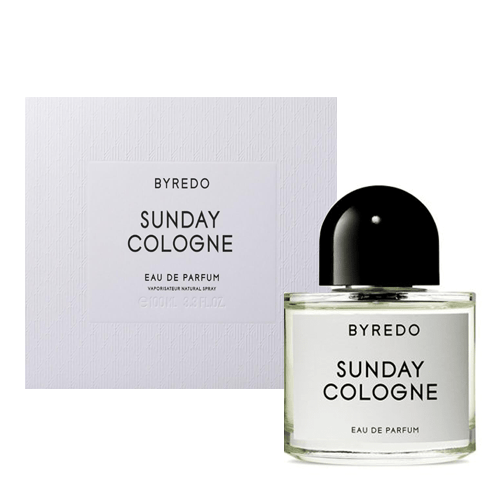 BYREDO
SUNDAY
COLOGNE
EAU DE PARFUM
VAPORISATEUR NATURAL SPRAY
BYREDO
SUNDAY
COLOGNE
EAU DE PARFUM